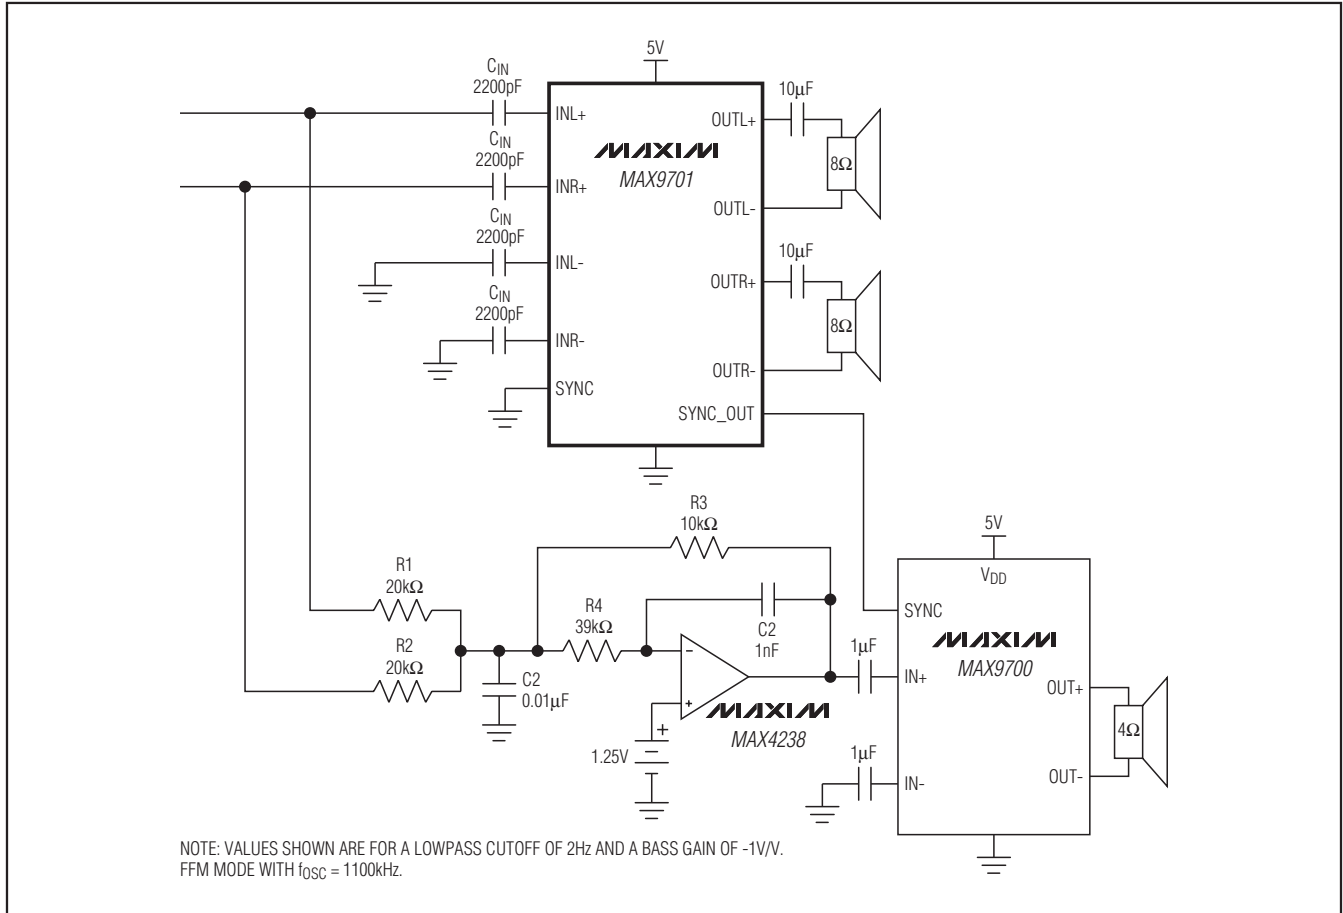 5V
CIN
2200pF
INL+
CIN
2200pF
INR+
CIN
2200pF
INL-
CIN
2200pF
INR-
SYNC
MAXIM
MAX9701
OUTL+
10µF
8Ω
OUTL-
10µF
OUTR+
8Ω
OUTR-
SYNC_OUT
R3
10kΩ
R1
20kΩ
R4
39kΩ
C2
1nF
R2
20kΩ
C2
0.01µF
-
+
+
1.25V
MAXIM
MAX4238
5V
VDD
SYNC
MAXIM
MAX9700
1µF
IN+
OUT+
4Ω
1µF
IN-
OUT-
NOTE: VALUES SHOWN ARE FOR A LOWPASS CUTOFF OF 2Hz AND A BASS GAIN OF -1V/V.
FFM MODE WITH fOSC = 1100kHz.